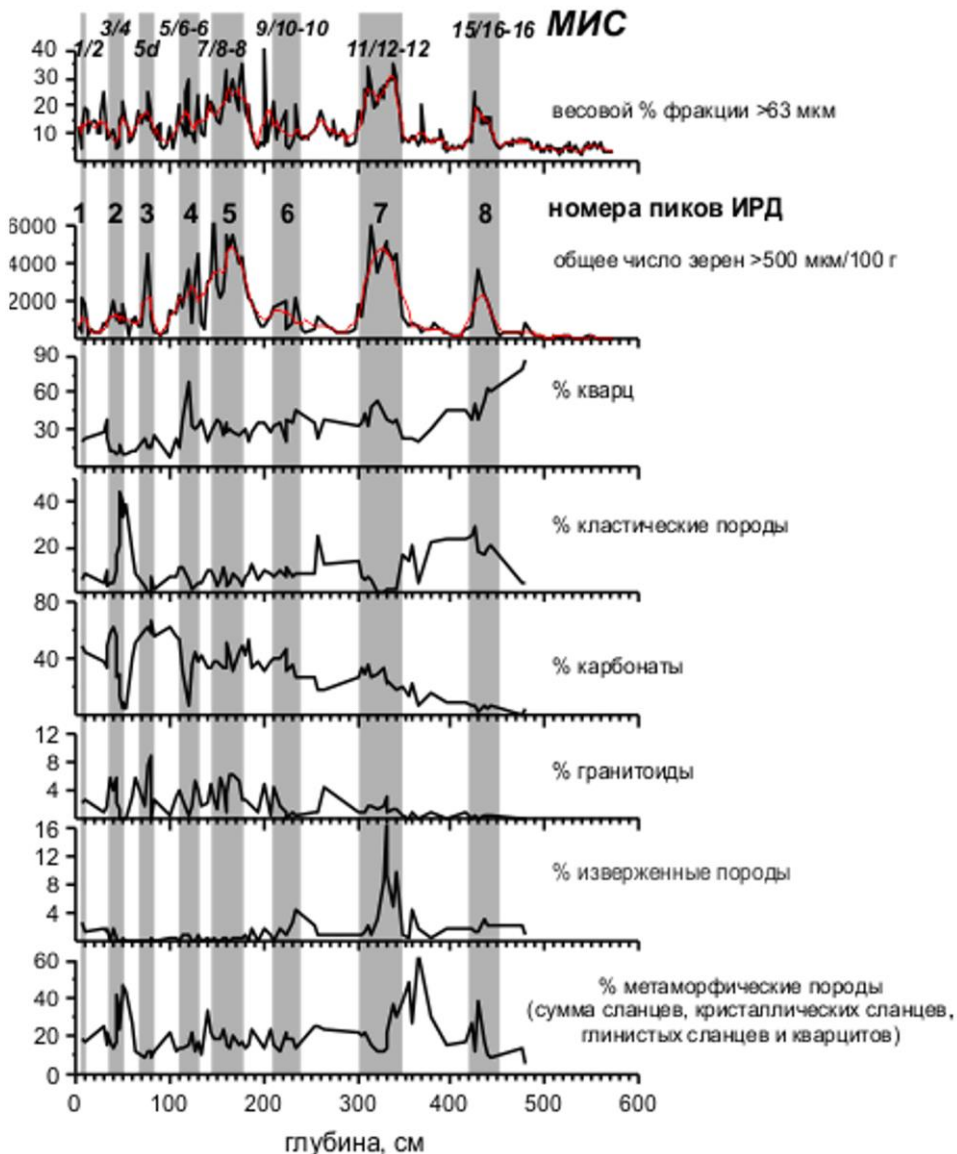 3/4 5/6-6 9/10-10 15/16-16 МИС
1/2 5d 7/8-8 11/12-12
40
30
20
10
весовой % фракции >63 мкм
1 2 3 4 5 6 7 8 номера пиков ИРД
6000
4000
2000
общее число зерен >500 мкм/100 г
90
60
30
% кварц
40
20
% кластические породы
80
40
% карбонаты
12
8
4
% гранитоиды
16
12
8
4
% изверженные породы
60
40
20
0
% метаморфические породы
(сумма сланцев, кристаллических сланцев,
глинистых сланцев и кварцитов)
0 100 200 300 400 500 600
глубина, см